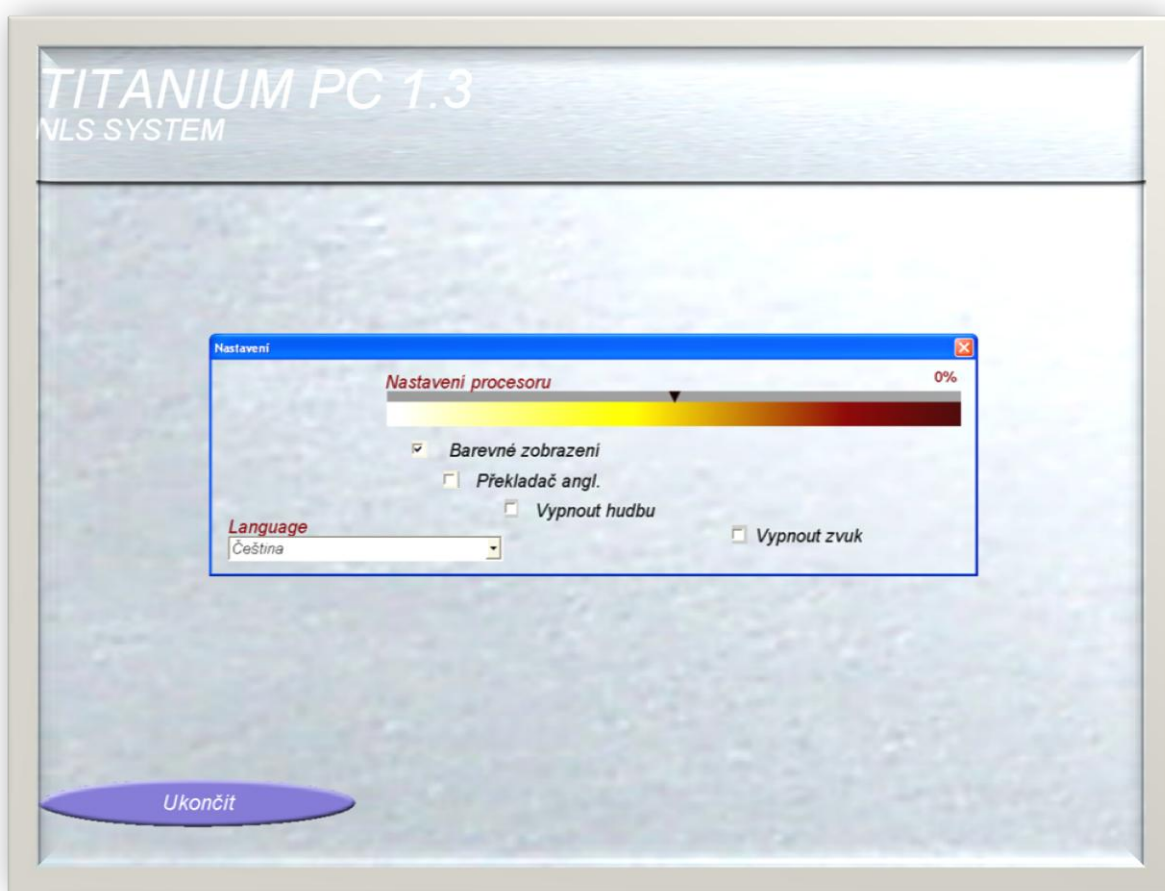 TITANIUM PC 1.3
NLS SYSTEM
Nastavení
Nastavení procesoru 0%
Barevné zobrazení
Překladač angl.
Vypnout hudbu
Language
Vypnout zvuk
Čeština
Ukončit